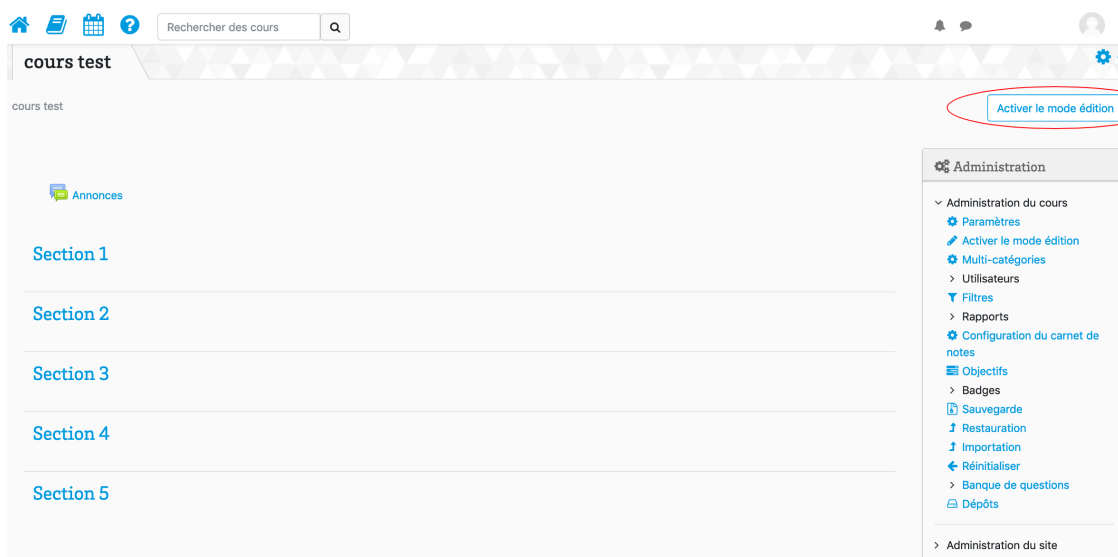 Rechercher des cours
cours test
cours test
Activer le mode édition
Administration
Annonces
Administration du cours
Paramètres
Activer le mode édition
Multi-catégories
Utilisateurs
Filtres
Rapports
Configuration du carnet de
notes
Objectifs
Badges
Sauvegarde
Restauration
Importation
Réinitialiser
Banque de questions
Dépôts
Administration du site
Section 1
Section 2
Section 3
Section 4
Section 5